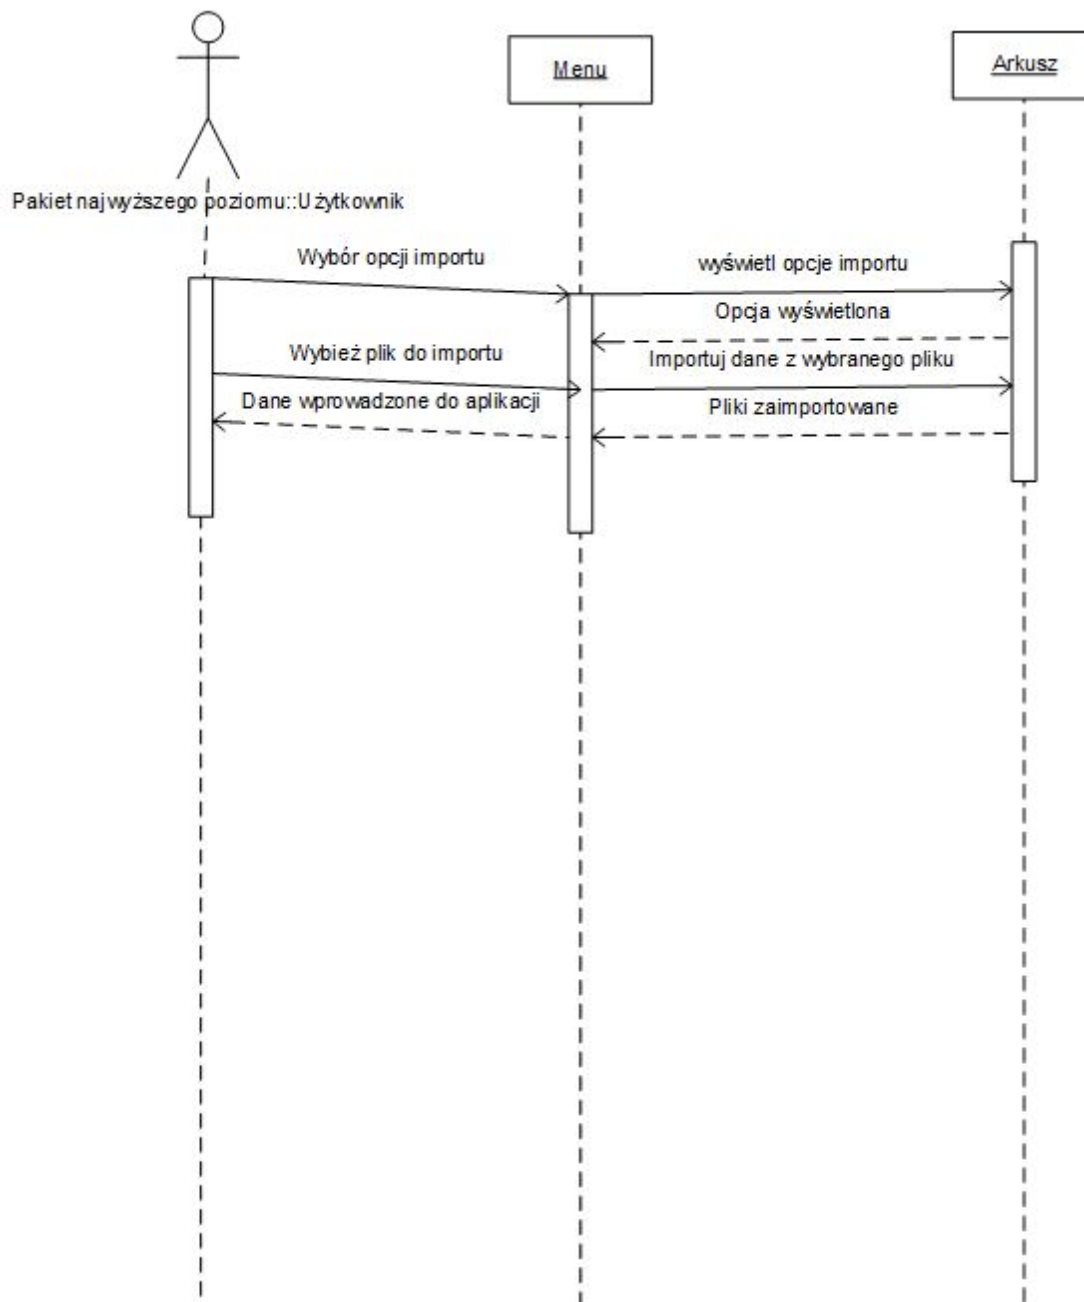 Menu
Arkusz
Pakiet najwyższego poziomu::Użytkownik
Wybór opcji importu
wyświetl opcje importu
Opcja wyświetlona
Wybież plik do importu
Importuj dane z wybranego pliku
Dane wprowadzone do aplikacji
Pliki zaimportowane